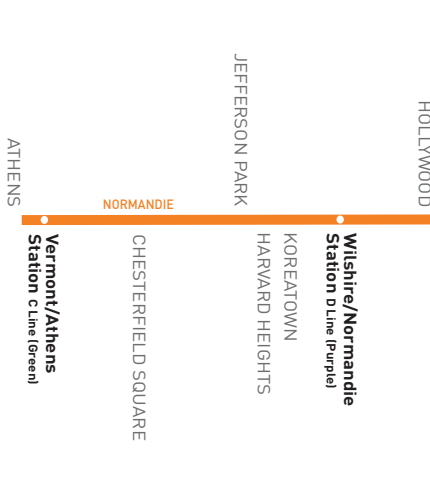 ATHENS
Vermont/Athens
Station C Line (Green)
NORMANDIE
CHESTERFIELD SQUARE
JEFFERSON PARK
HARVARD HEIGHTS
KOREATOWN
Wilshire/Normandie
Station D Line (Purple)
HOLLYWOOD